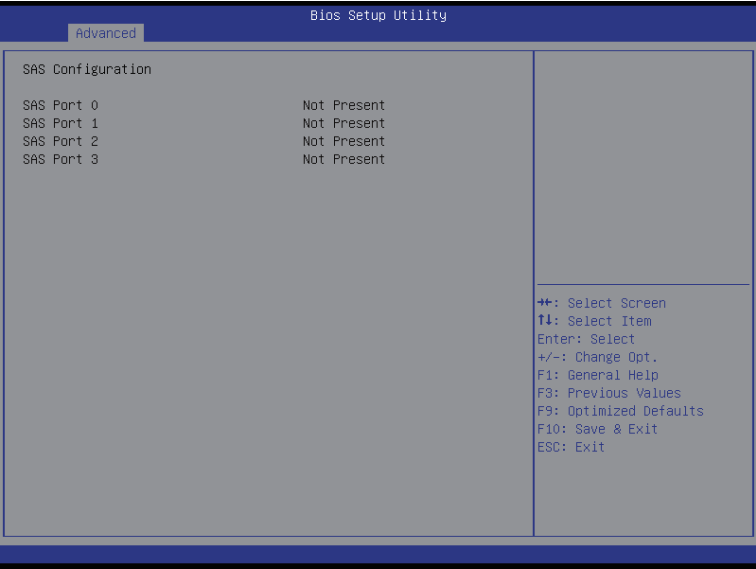 Bios Setup Utility
Advanced
SAS Configuration
SAS Port 0 Not Present
SAS Port 1 Not Present
SAS Port 2 Not Present
SAS Port 3 Not Present
→←: Select Screen
↑↓: Select Item
Enter: Select
+/-: Change Opt.
F1: General Help
F3: Previous Values
F9: Optimized Defaults
F10: Save & Exit
ESC: Exit